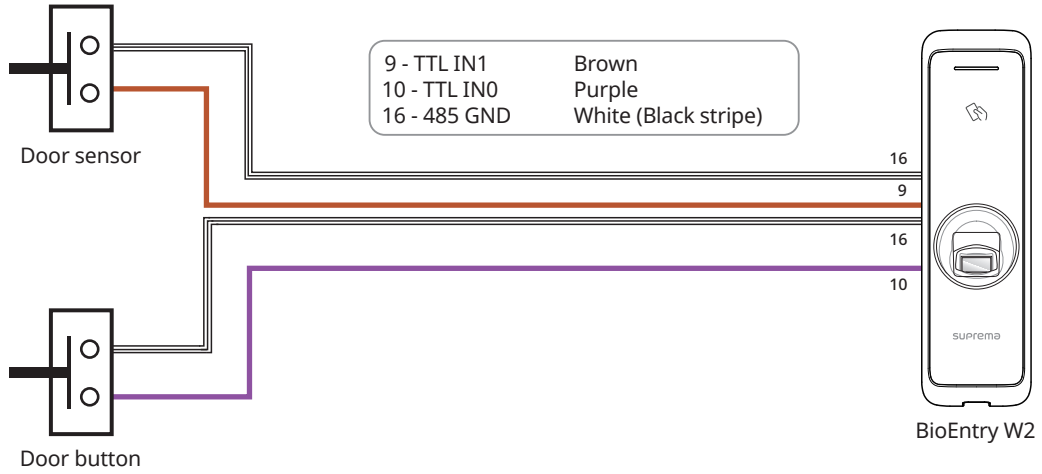 9 - TTL IN1 Brown
10 - TTL IN0 Purple
16 - 485 GND White (Black stripe)
Door sensor
16
9
16
10
suprema
BioEntry W2
Door button